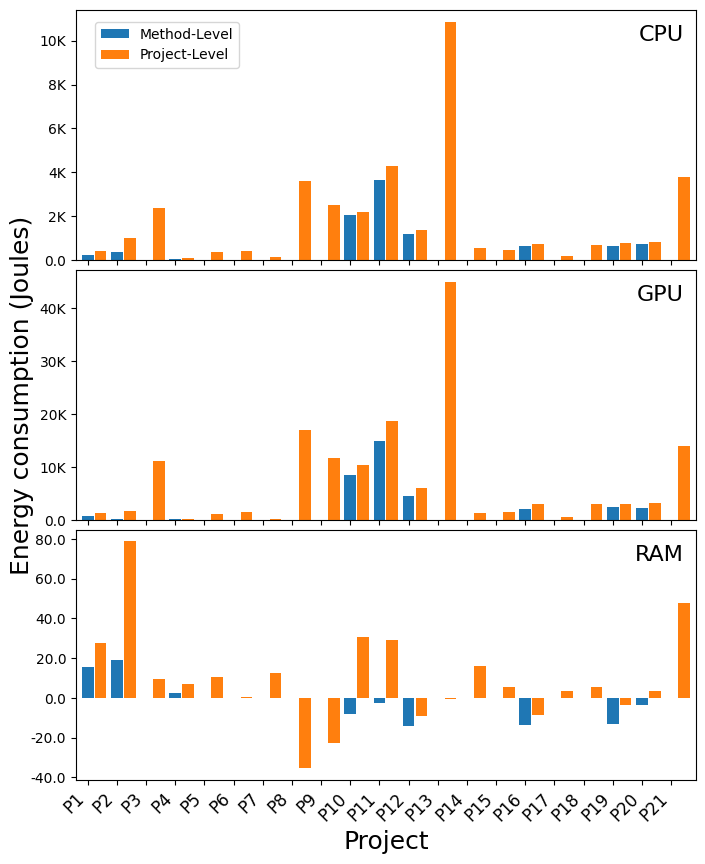 Energy consumption (Joules)
CPU
Method-Level
Project-Level
10K
8K
6K
4K
2K
0.0
GPU
40K
30K
20K
10K
0.0
RAM
80.0
60.0
40.0
20.0
0.0
-20.0
-40.0
P1 P2 P3 P4 P5 P6 P7 P8 P9 P10 P11 P12 P13 P14 P15 P16 P17 P18 P19 P20 P21
Project